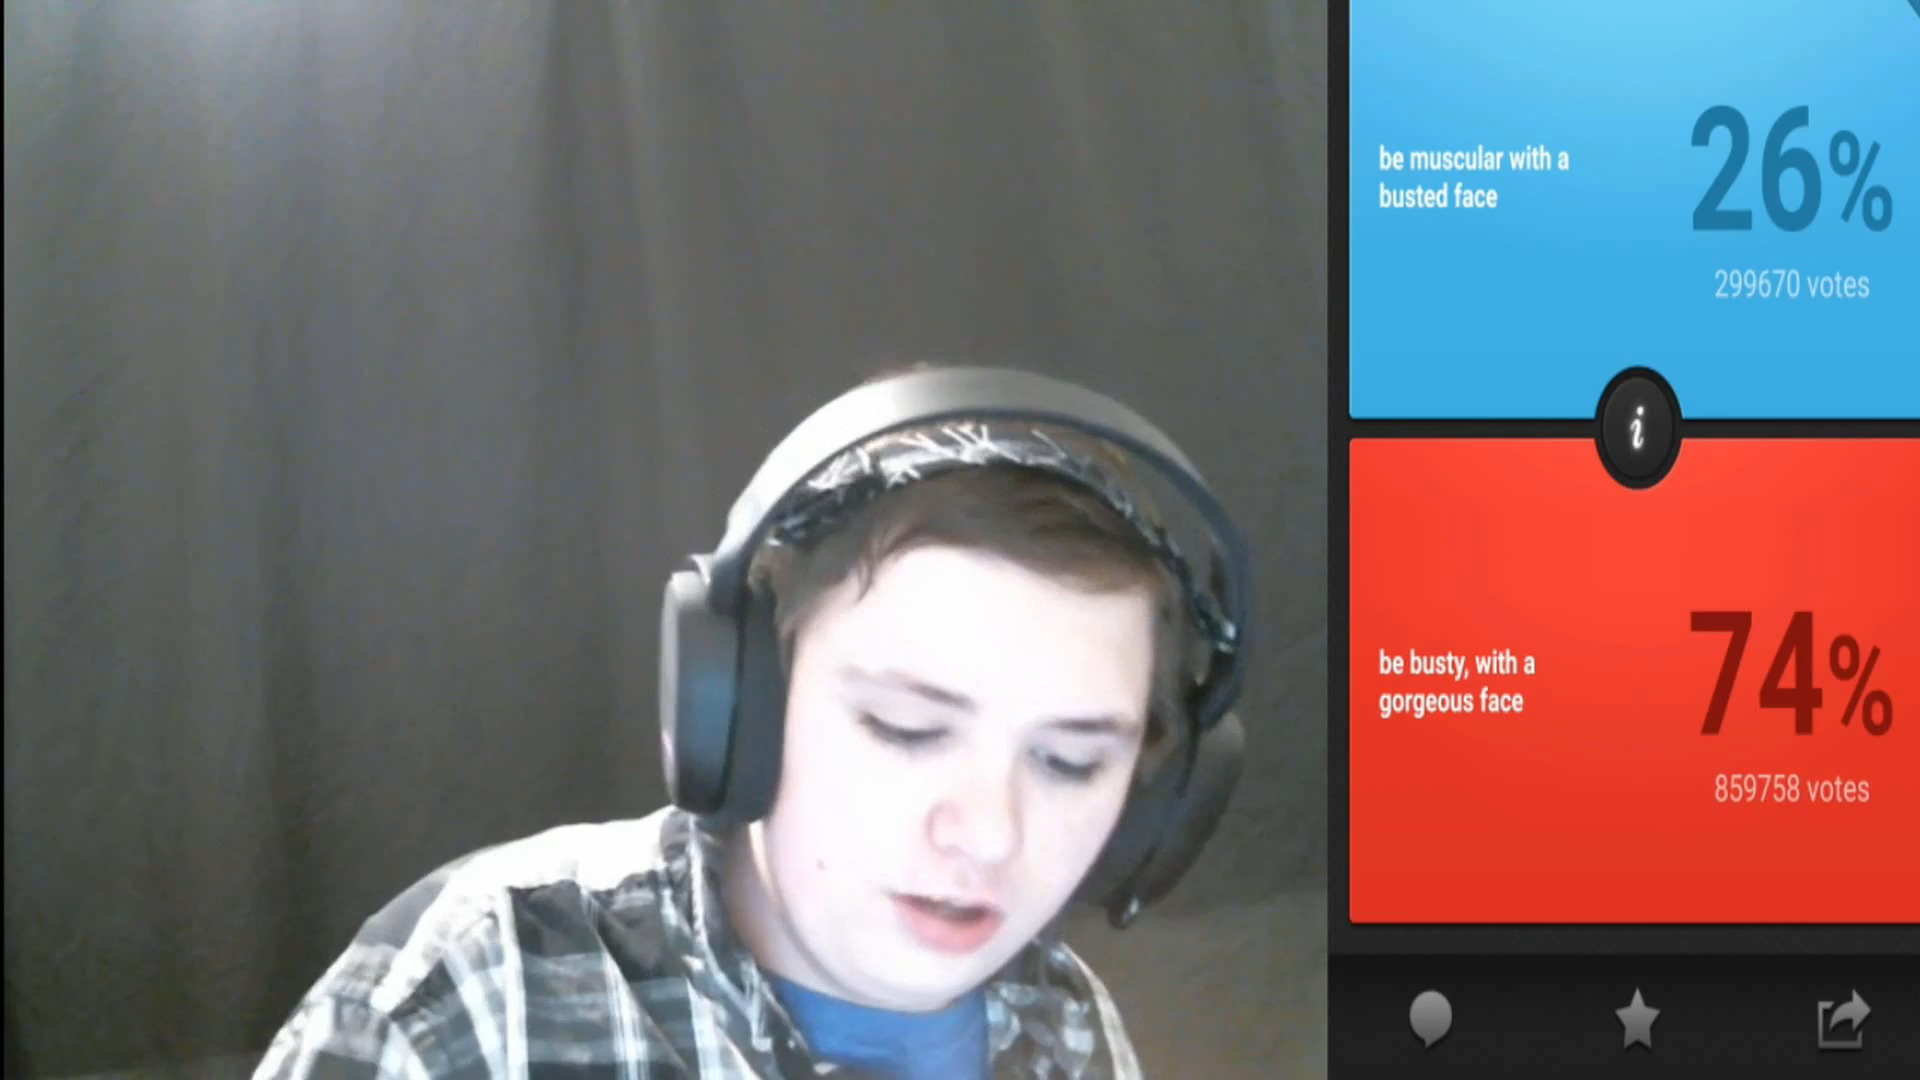 be muscular with a
busted face
26%
299670 votes
i
be busty, with a
gorgeous face
74%
859758 votes